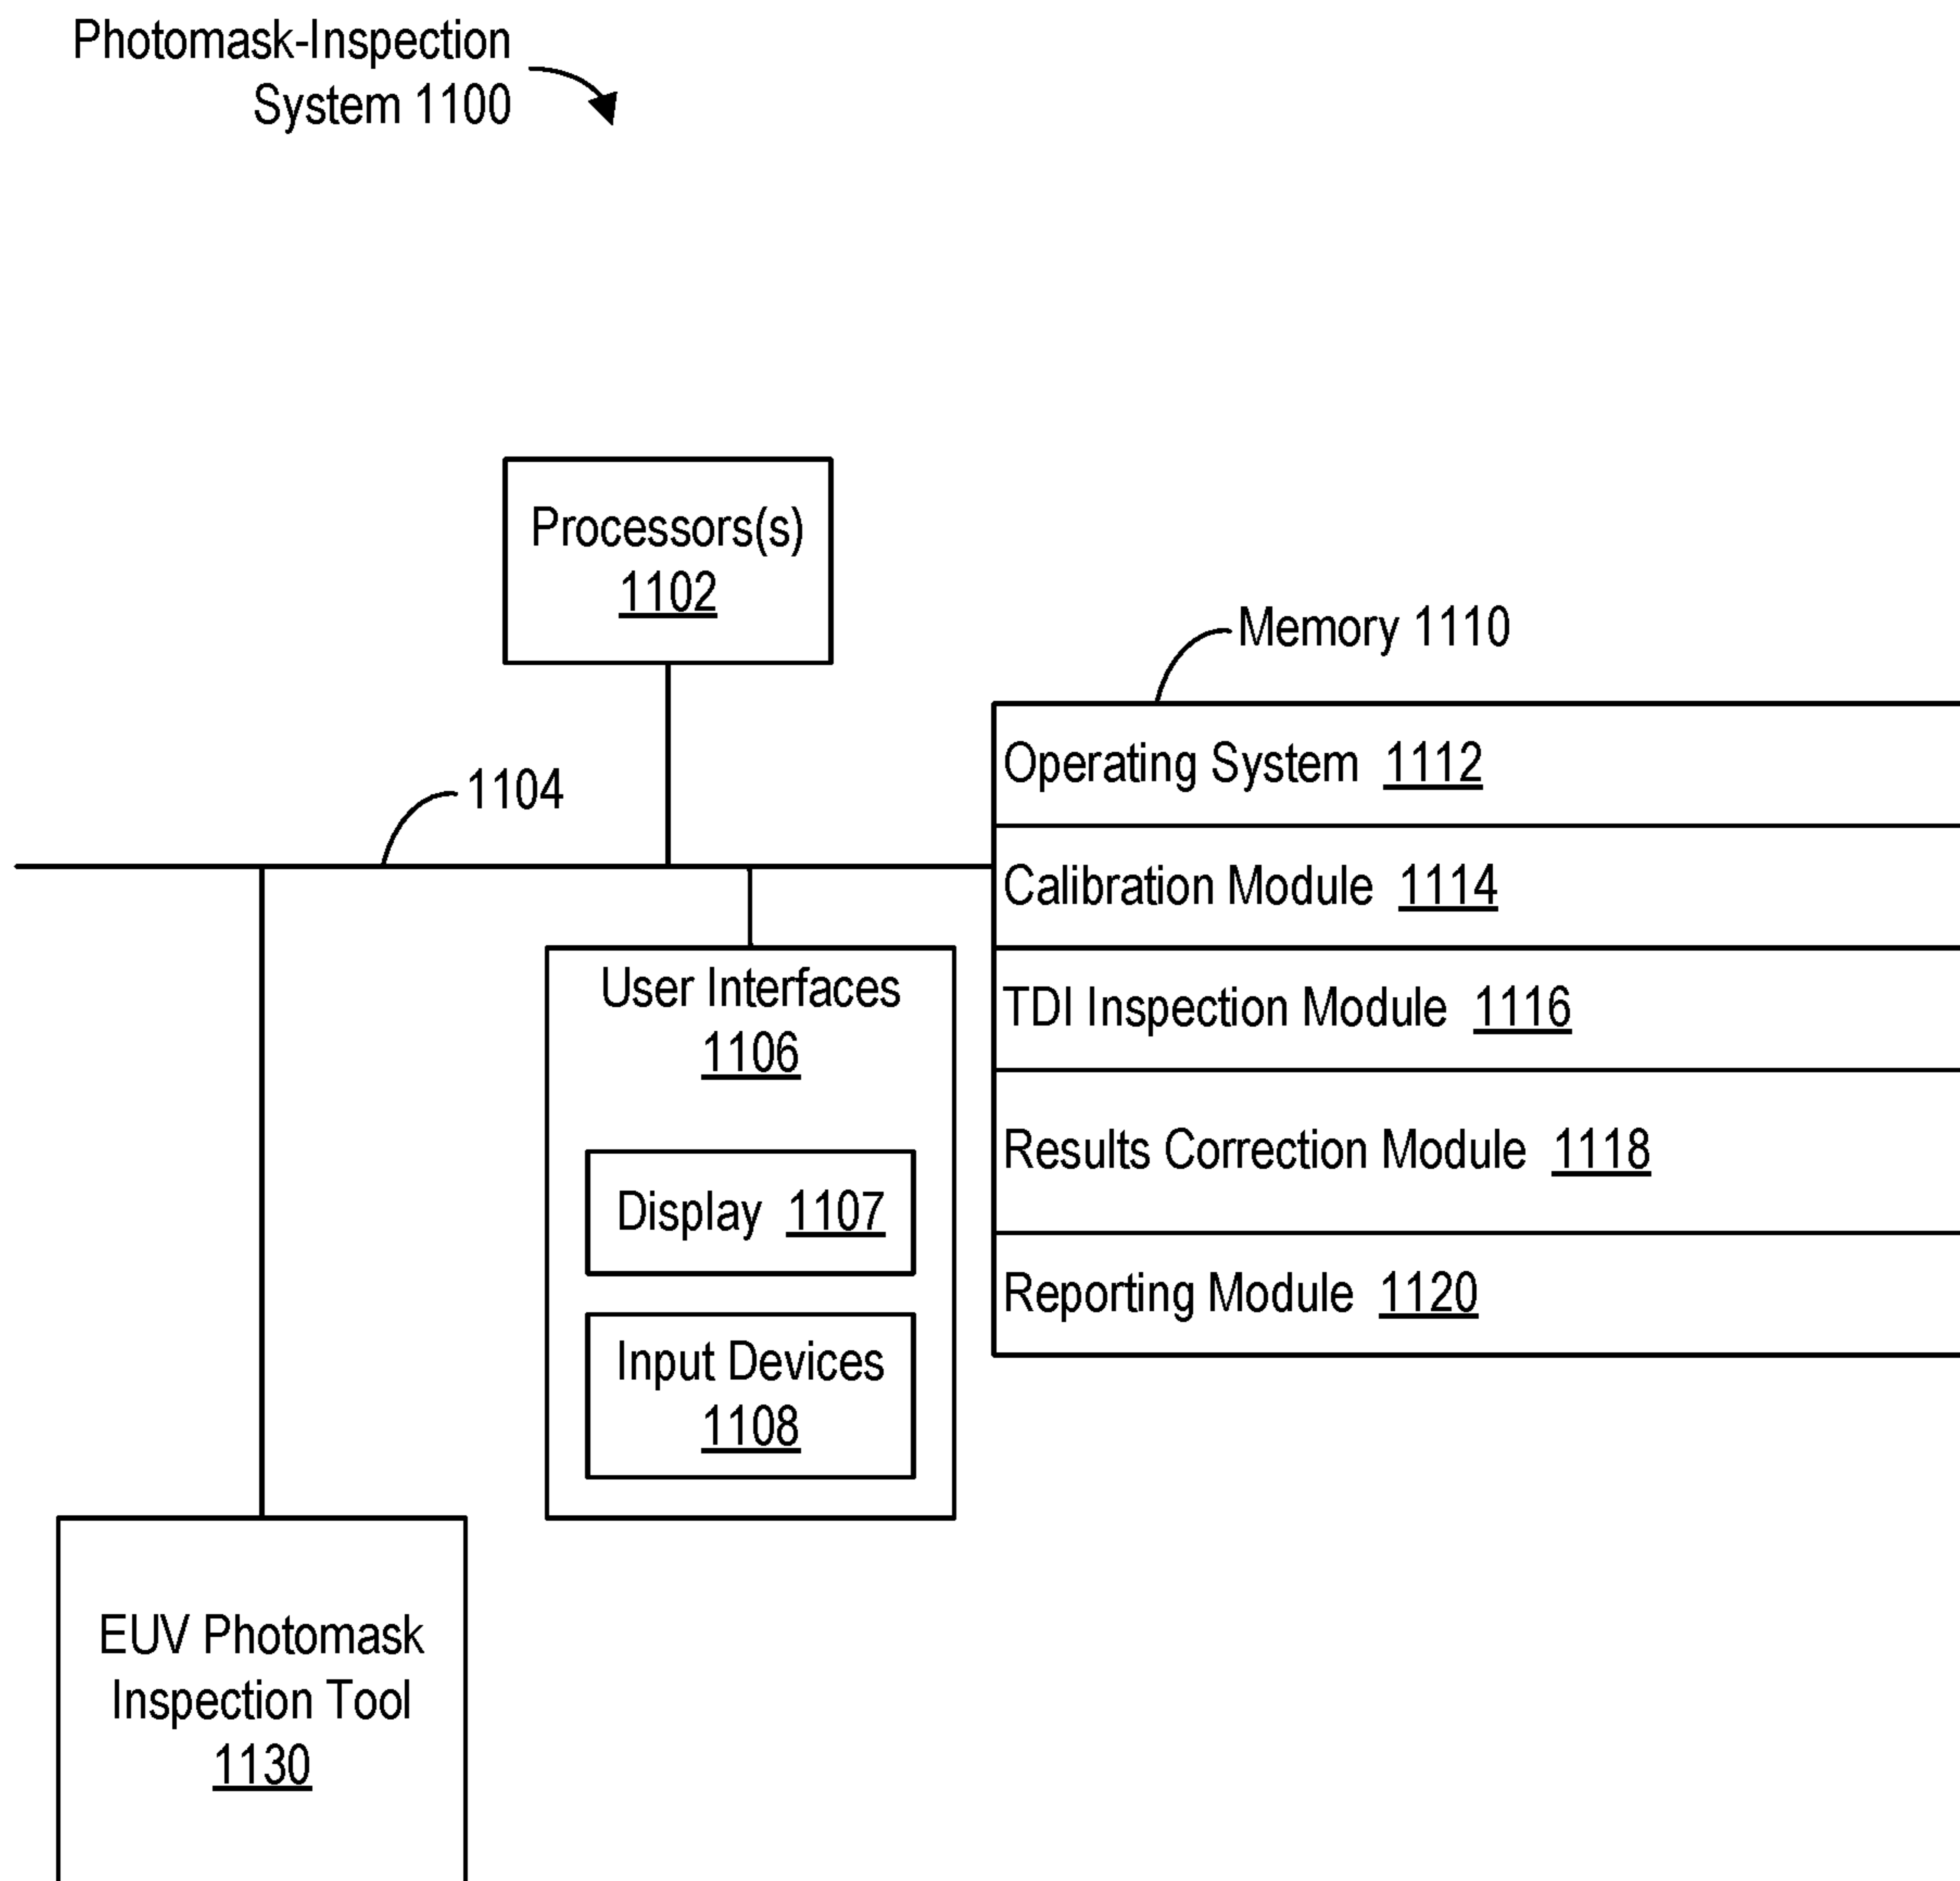 Photomask-Inspection
System 1100
Processors(s)
1102
Memory 1110
Operating System 1112
1104
Calibration Module 1114
User Interfaces
1106
TDI Inspection Module 1116
Results Correction Module 1118
Display 1107
Reporting Module 1120
Input Devices
1108
EUV Photomask
Inspection Tool
1130